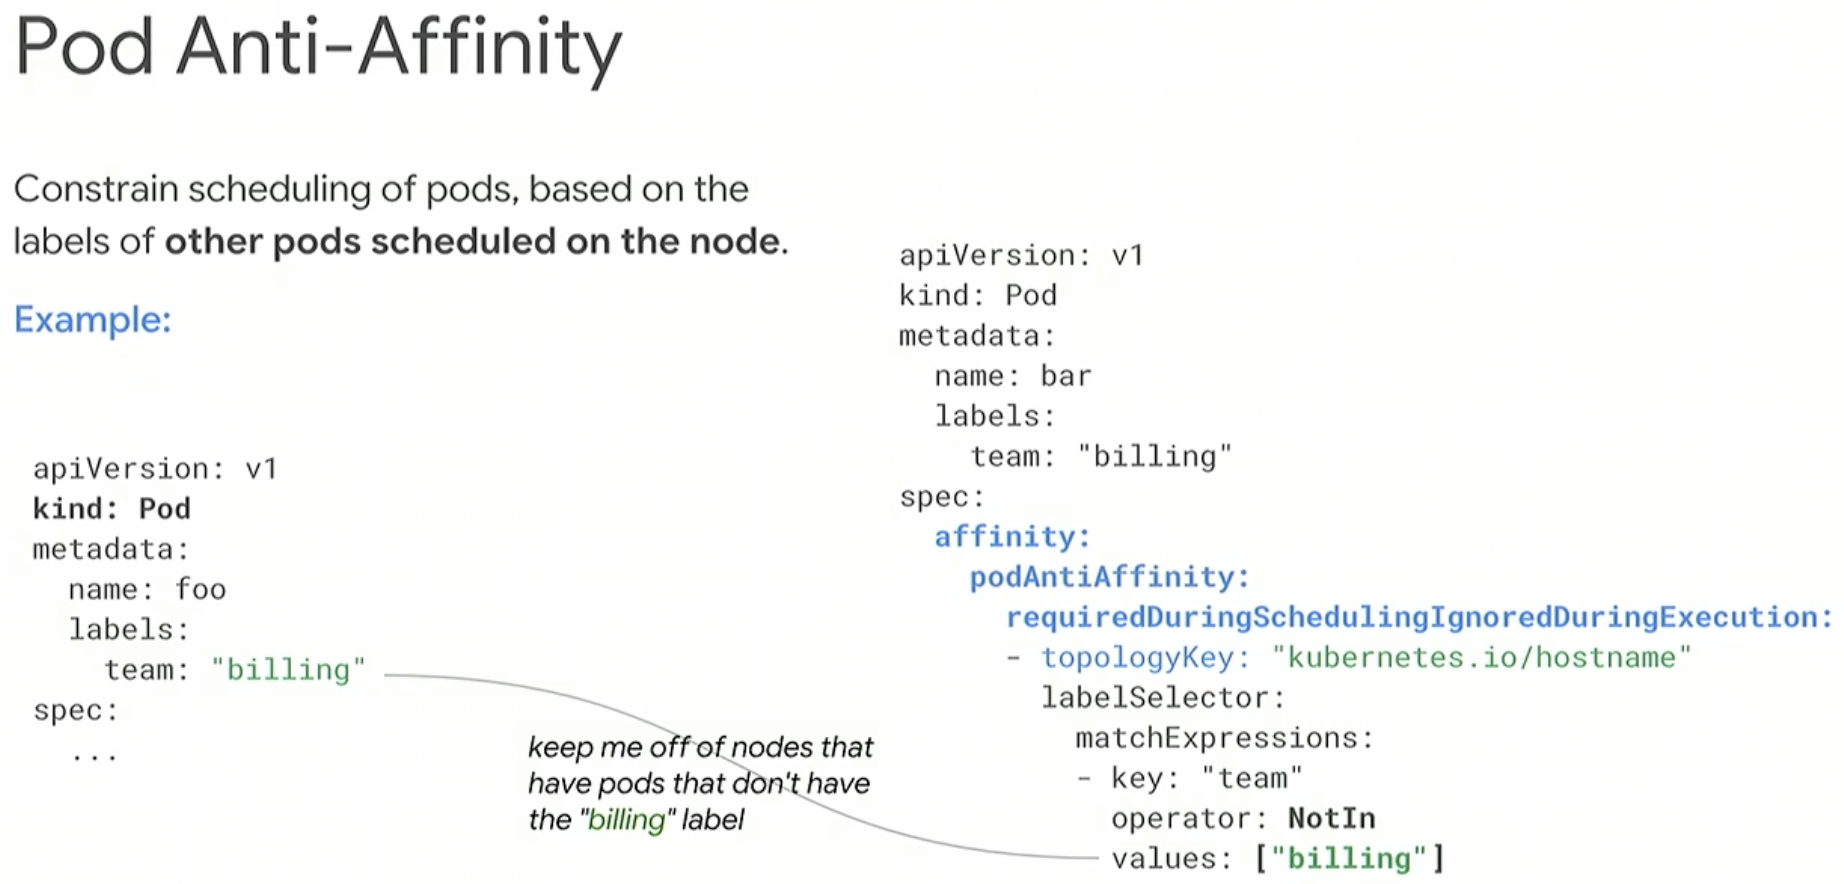 Pod Anti-Affinity
Constrain scheduling of pods, based on the
labels of other pods scheduled on the node.
Example:
apiVersion: v1
kind: Pod
metadata:
  name: foo
  labels:
    team: "billing"
spec:
  ...
keep me off of nodes that
have pods that don't have
the "billing" label
apiVersion: v1
kind: Pod
metadata:
  name: bar
  labels:
    team: "billing"
spec:
  affinity:
    podAntiAffinity:
      requiredDuringSchedulingIgnoredDuringExecution:
      - topologyKey: "kubernetes.io/hostname"
        labelSelector:
          matchExpressions:
          - key: "team"
            operator: NotIn
            values: ["billing"]